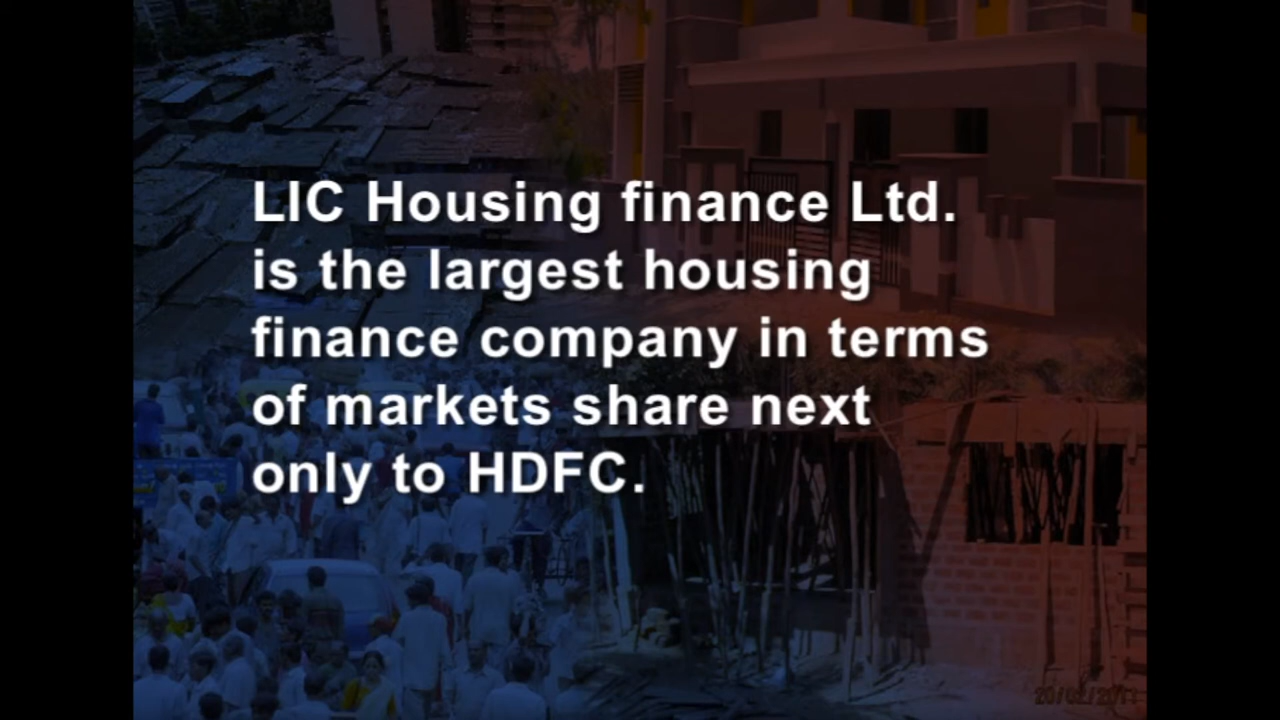 LIC Housing finance Ltd.
is the largest housing
finance company in terms
of markets share next
only to HDFC.